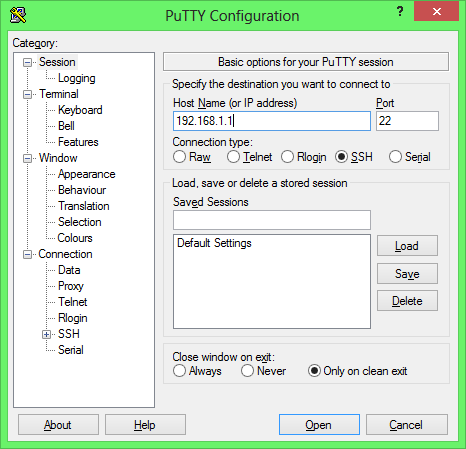 PuTTY Configuration
?
Category:
Session
Logging
Terminal
Keyboard
Bell
Features
Window
Appearance
Behaviour
Translation
Selection
Colours
Connection
Data
Proxy
Telnet
Rlogin
SSH
Serial
Basic options for your PuTTY session
Specify the destination you want to connect to
Host Name (or IP address) Port
192.168.1.1 22
Connection type:
Raw Telnet Rlogin SSH Serial
Load, save or delete a stored session
Saved Sessions
Default Settings
Load
Save
Delete
Close window on exit:
Always Never Only on clean exit
About Help Open Cancel